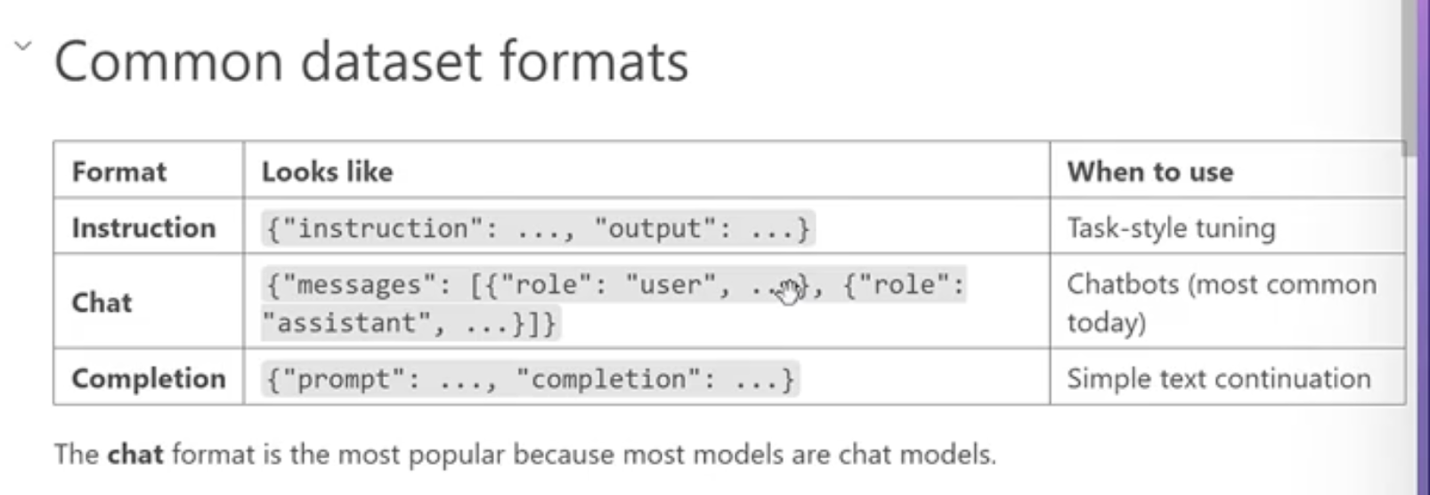 Common dataset formats
Format Looks like When to use
Instruction {"instruction": ..., "output": ...} Task-style tuning
Chat {"messages": [{"role": "user", ...}, {"role": "assistant", ...}]} Chatbots (most common today)
Completion {"prompt": ..., "completion": ...} Simple text continuation
The chat format is the most popular because most models are chat models.